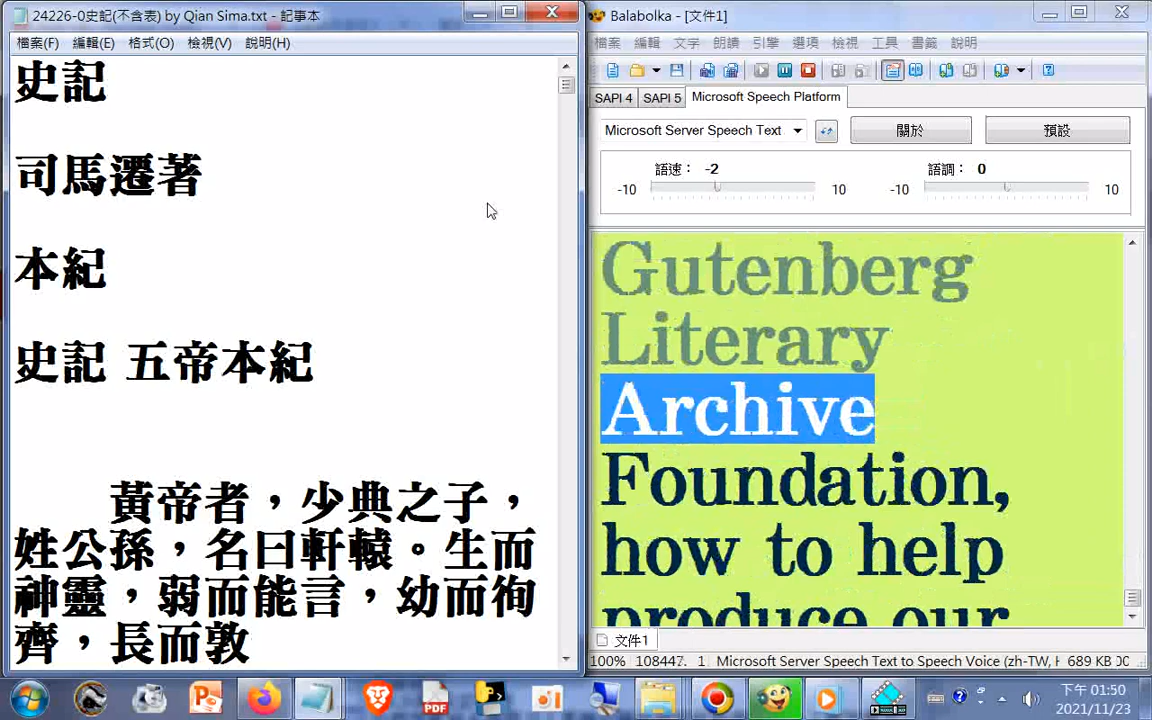 24226-0史記(不含表) by Qian Sima.txt - 記事本
檔案(F) 編輯(E) 格式(O) 檢視(V) 說明(H)
史記
司馬遷著
本紀
史記 五帝本紀
黃帝者，少典之子，
姓公孫，名曰軒轅。生而
神靈，弱而能言，幼而徇
齊，長而敦
Balabolka - [文件1]
檔案 編輯 文字 朗讀 引擎 選項 檢視 工具 書籤 說明
SAPI 4 SAPI 5 Microsoft Speech Platform
Microsoft Server Speech Text 關於 預設
語速： -2 語調： 0
-10 10 -10 10
Gutenberg
Literary
Archive
Foundation,
how to help
produce our
文件1
100% 108447. 1 Microsoft Server Speech Text to Speech Voice (zh-TW, H 689 KB
PDF
下午 01:50
2021/11/23